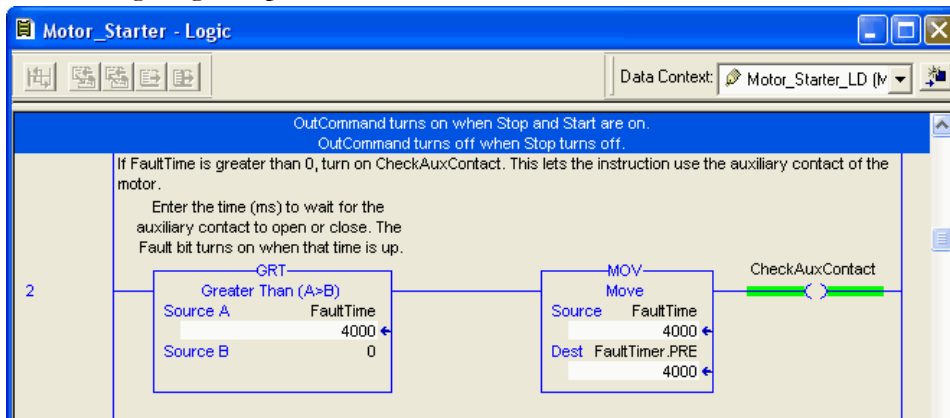 Motor_Starter - Logic
Data Context: Motor_Starter_LD (M
OutCommand turns on when Stop and Start are on.
OutCommand turns off when Stop turns off.
If FaultTime is greater than 0, turn on CheckAuxContact. This lets the instruction use the auxiliary contact of the
motor.
Enter the time (ms) to wait for the
auxiliary contact to open or close. The
Fault bit turns on when that time is up.
2
GRT
Greater Than (A>B)
Source A FaultTime
4000
Source B 0
MOV
Move
Source FaultTime
4000
Dest FaultTimer.PRE
4000
CheckAuxContact